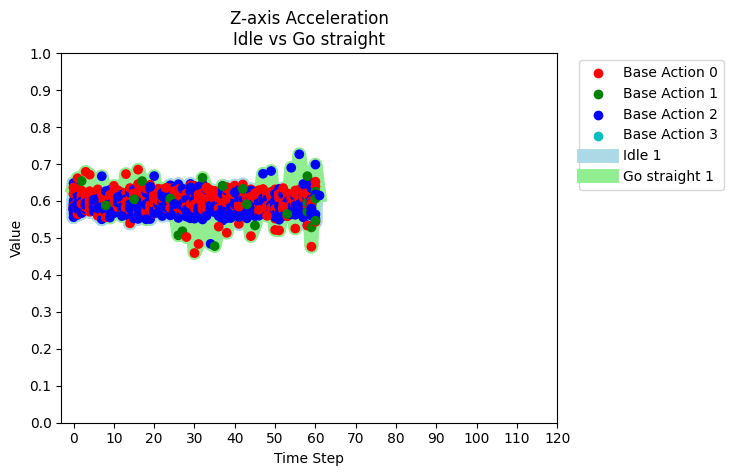 Z-axis Acceleration
Idle vs Go straight
1.0
0.9
0.8
0.7
0.6
0.5
0.4
0.3
0.2
0.1
0.0
Value
0 10 20 30 40 50 60 70 80 90 100 110 120
Time Step
Base Action 0
Base Action 1
Base Action 2
Base Action 3
Idle 1
Go straight 1